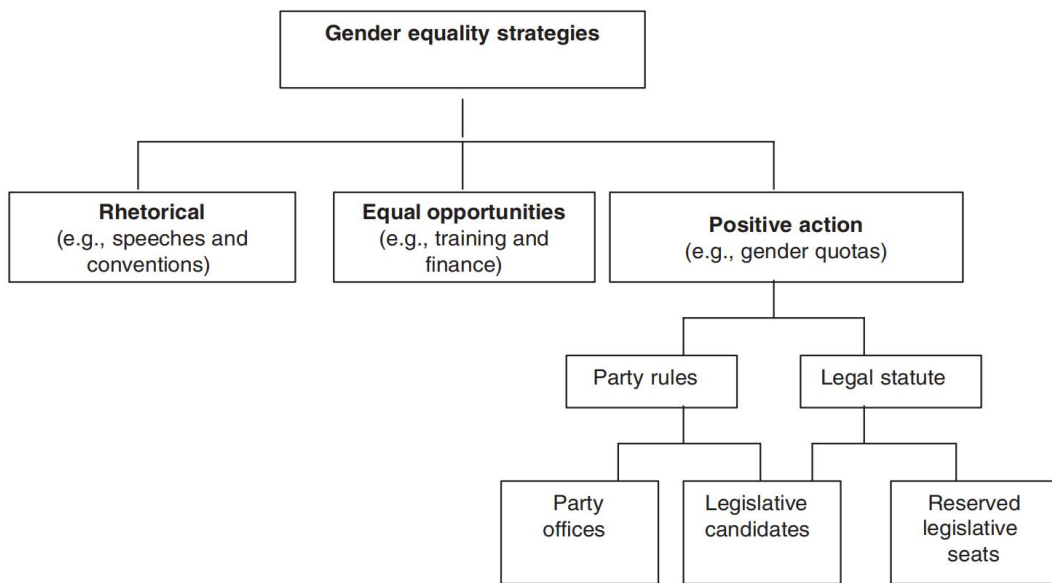 Gender equality strategies
Rhetorical
(e.g., speeches and
conventions)
Equal opportunities
(e.g., training and
finance)
Positive action
(e.g., gender quotas)
Party rules
Legal statute
Party
offices
Legislative
candidates
Reserved
legislative
seats